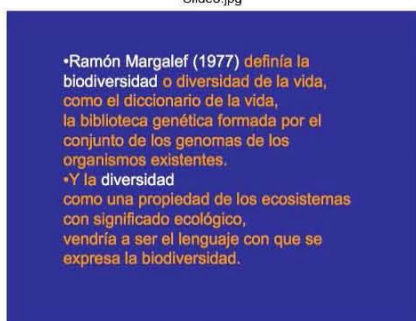 •Ramón Margalef (1977) definía la
biodiversidad o diversidad de la vida,
como el diccionario de la vida,
la biblioteca genética formada por el
conjunto de los genomas de los
organismos existentes.
•Y la diversidad
como una propiedad de los ecosistemas
con significado ecológico,
vendría a ser el lenguaje con que se
expresa la biodiversidad.